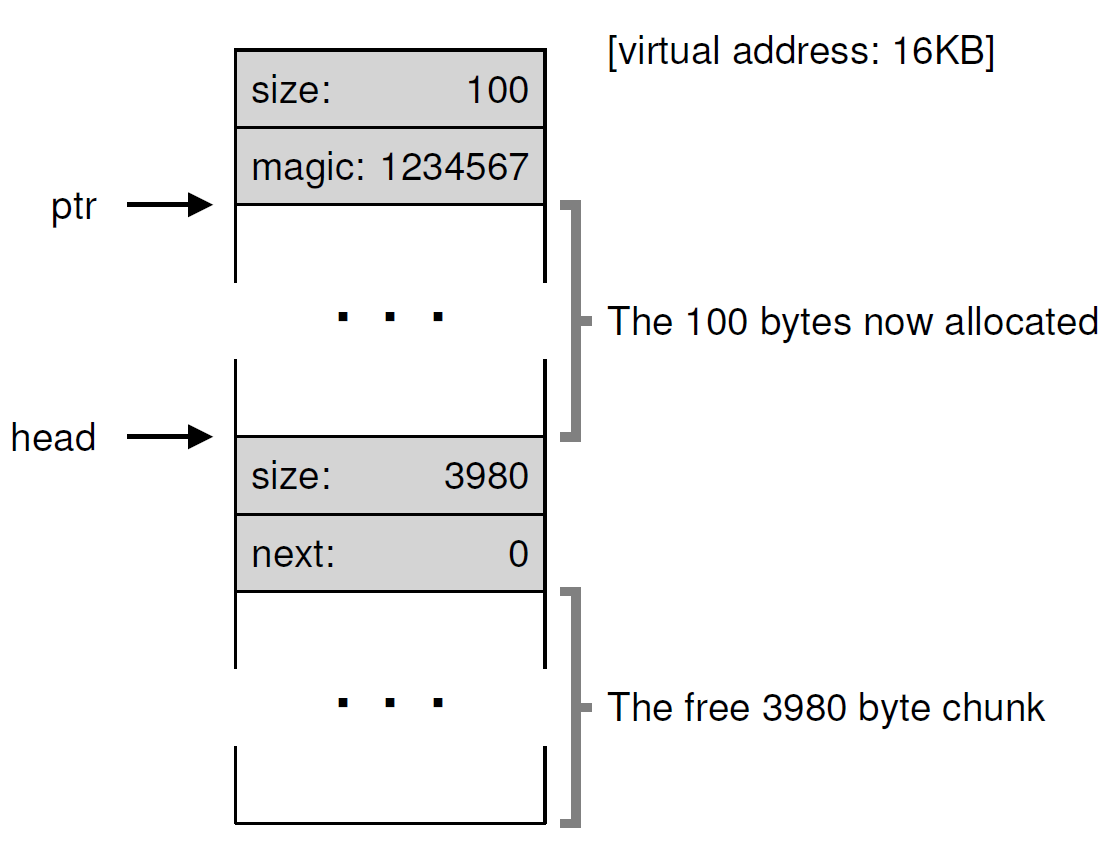 [virtual address: 16KB]
size: 100
magic: 1234567
ptr
. . .
The 100 bytes now allocated
head
size: 3980
next: 0
. . .
The free 3980 byte chunk